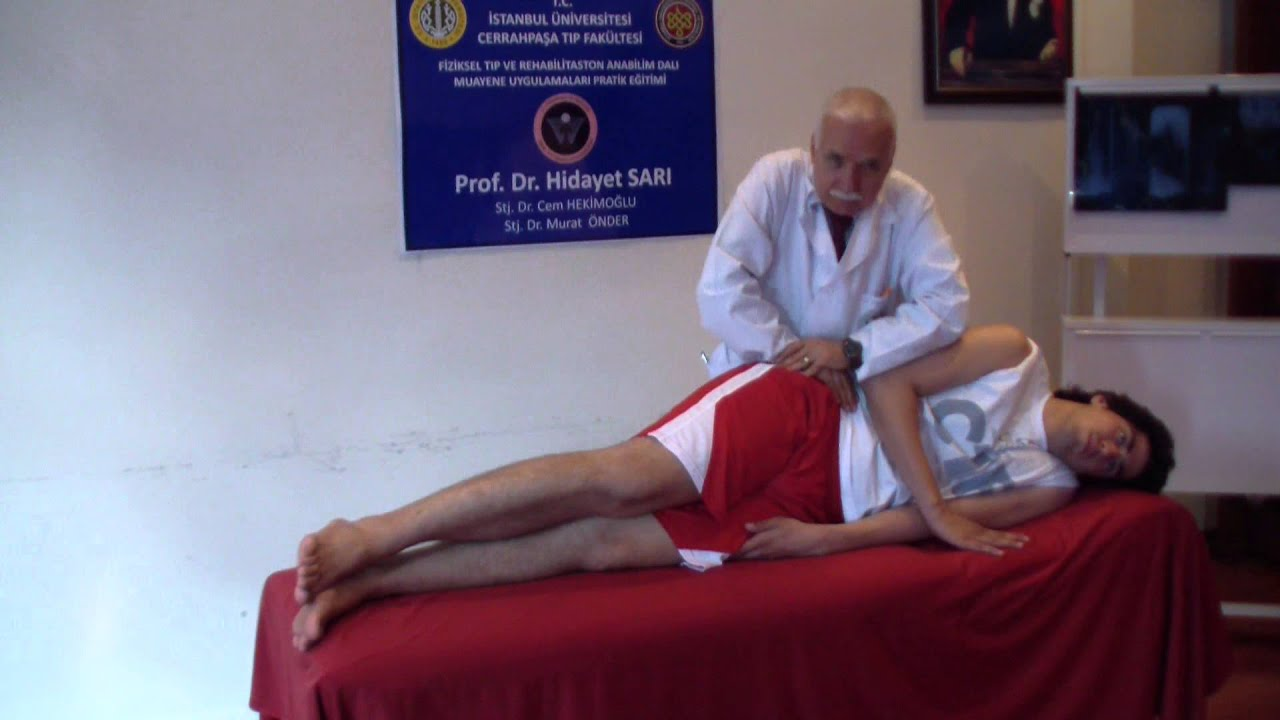 T.C.
İSTANBUL ÜNİVERSİTESİ
CERRAHPAŞA TIP FAKÜLTESİ
FİZİKSEL TIP VE REHABİLİTASTON ANABİLİM DALI
MUAYENE UYGULAMALARI PRATİK EĞİTİMİ
Prof. Dr. Hidayet SARI
Stj. Dr. Cem HEKİMOĞLU
Stj. Dr. Murat ÖNDER